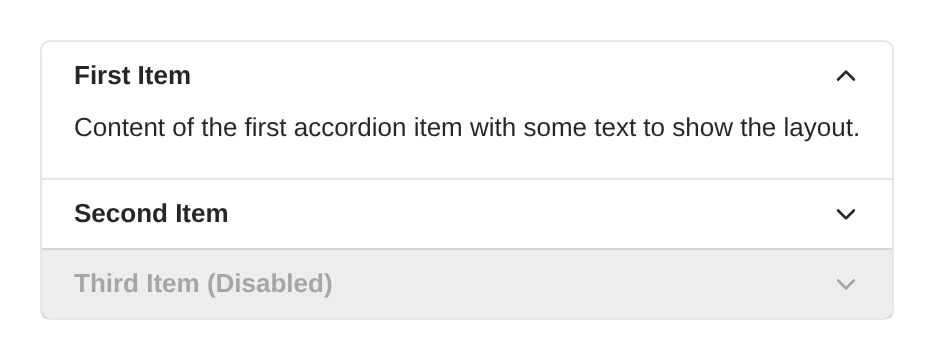 First Item
Content of the first accordion item with some text to show the layout.
Second Item
Third Item (Disabled)